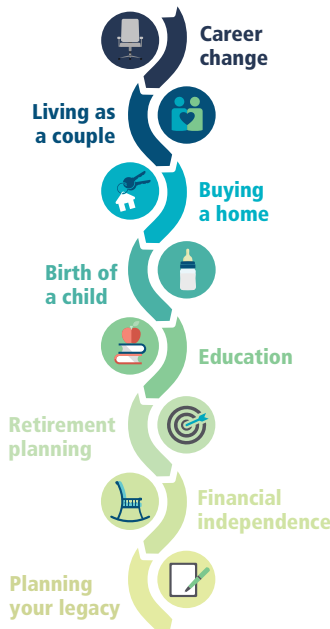 Career
change
Living as
a couple
Buying
a home
Birth of
a child
Education
Retirement
planning
Financial
independence
Planning
your legacy